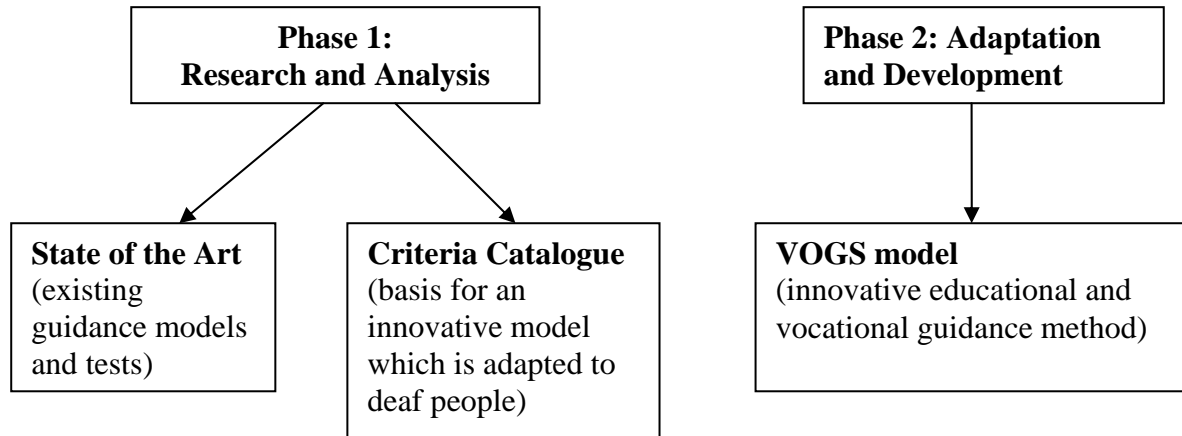 Phase 1:
Research and Analysis
Phase 2: Adaptation
and Development
State of the Art
(existing
guidance models
and tests)
Criteria Catalogue
(basis for an
innovative model
which is adapted to
deaf people)
VOGS model
(innovative educational and
vocational guidance method)